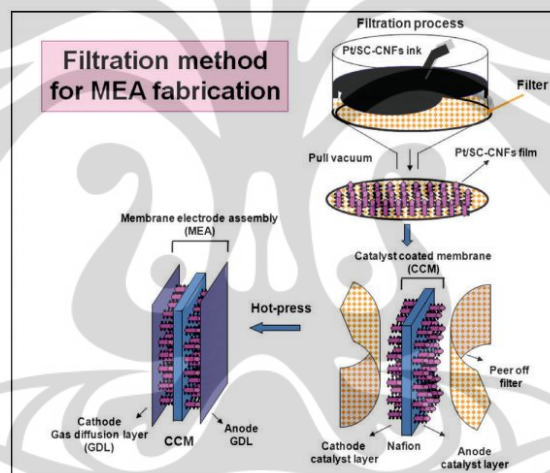 Filtration method
for MEA fabrication
Filtration process
Pt/SC-CNFs ink
Filter
Pull vacuum
Pt/SC-CNFs film
Membrane electrode assembly
(MEA)
Catalyst coated membrane
(CCM)
Hot-press
Peer off
filter
Cathode
Gas diffusion layer
(GDL)
CCM
Anode
GDL
Cathode
catalyst layer
Nafion
Anode
catalyst layer